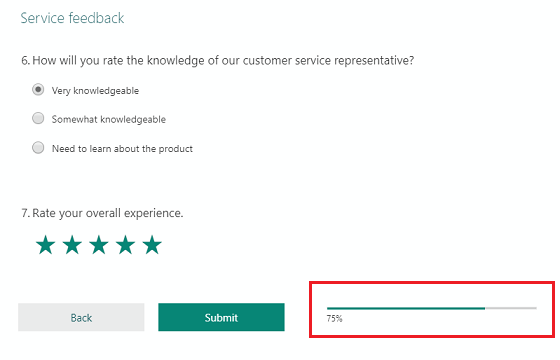 Service feedback
6. How will you rate the knowledge of our customer service representative?
Very knowledgeable
Somewhat knowledgeable
Need to learn about the product
7. Rate your overall experience.
Back Submit
75%